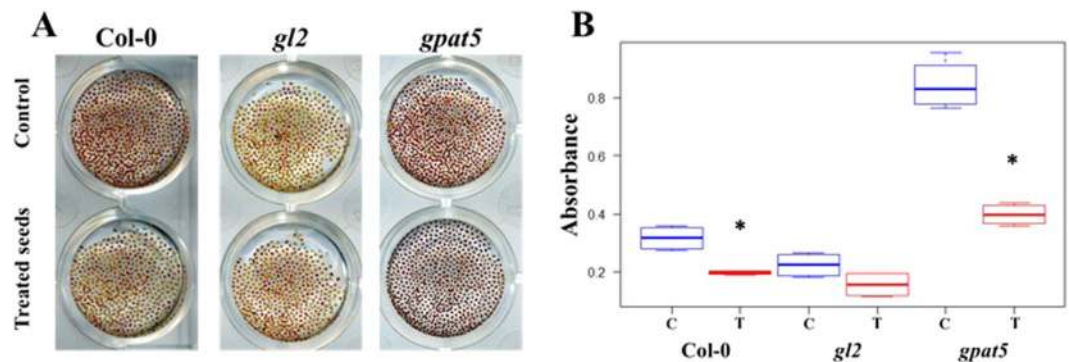 A
Col-0
gl2
gpat5
Control
Treated seeds
B
Absorbance
0.8
0.6
0.4
0.2
*
*
C
T
C
T
C
T
Col-0
gl2
gpat5